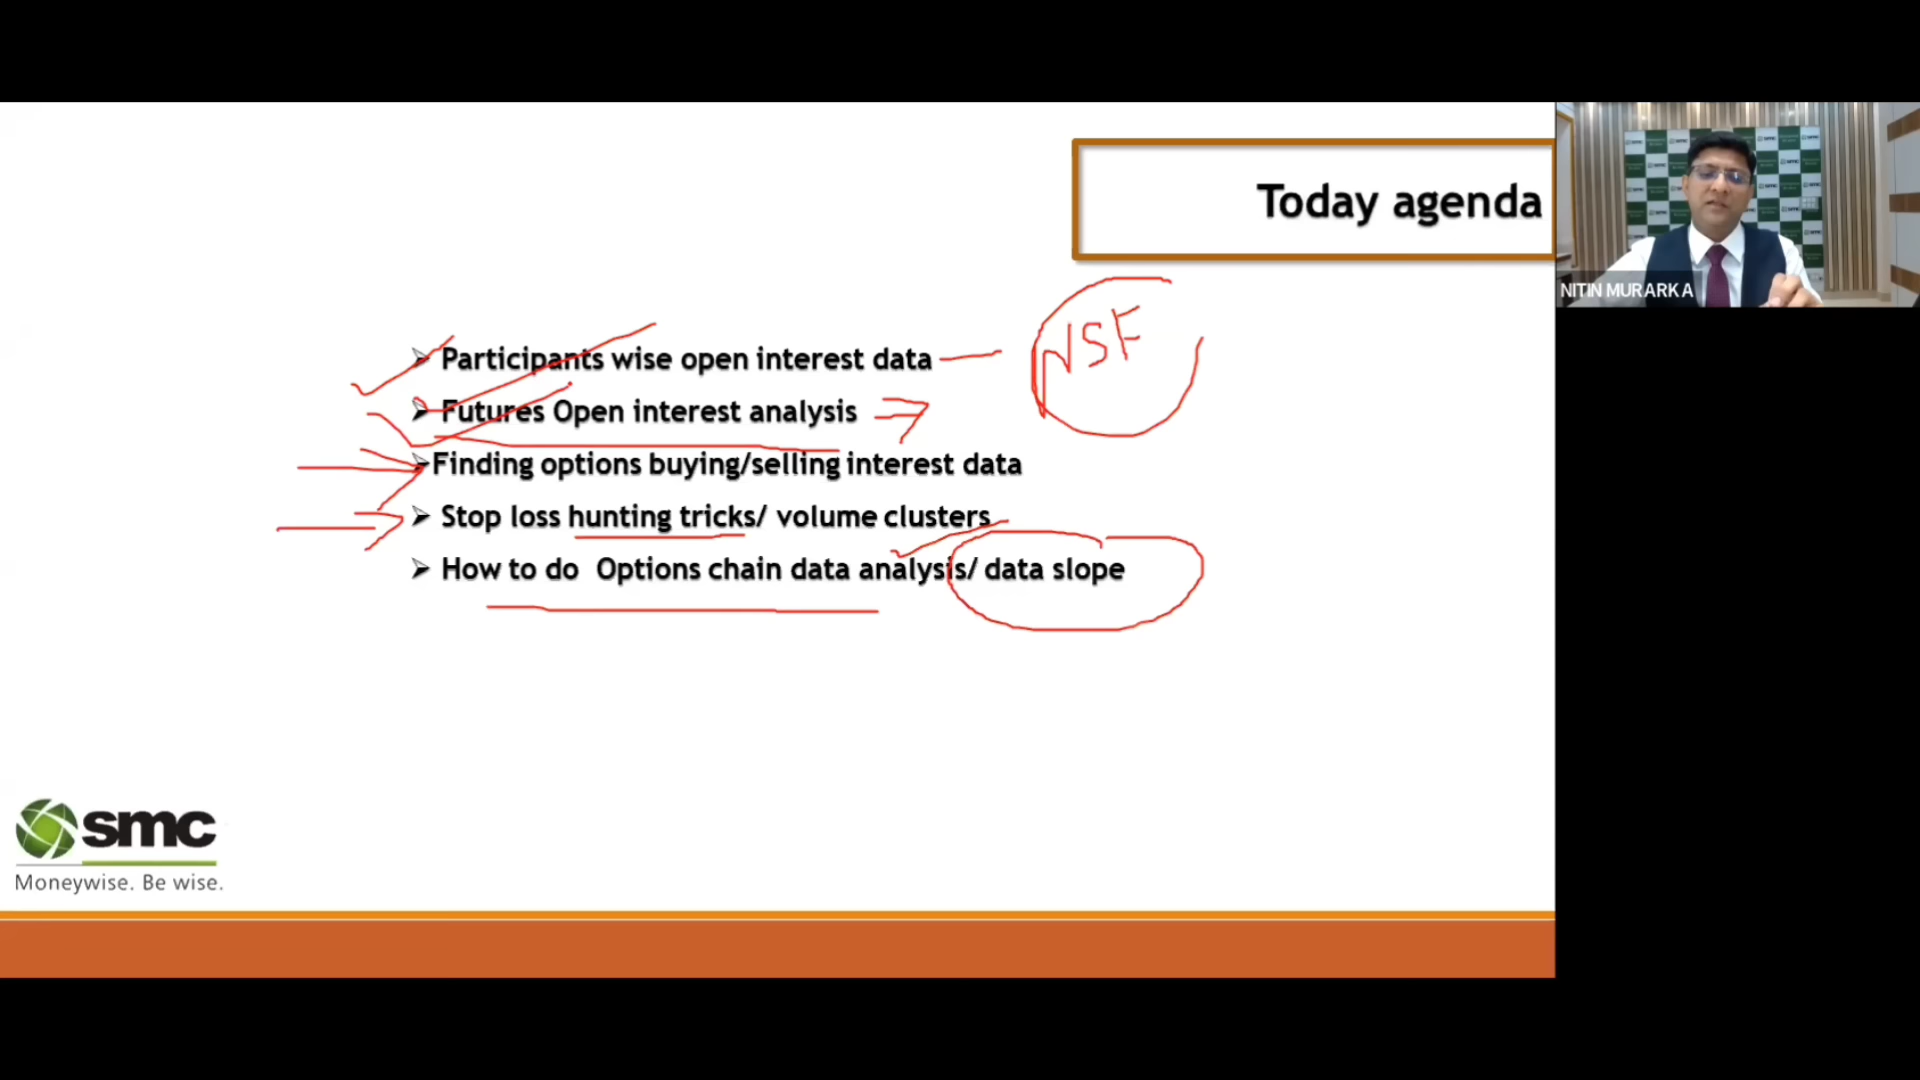 Today agenda
NITIN MURARKA
NSE
Participants wise open interest data
Futures Open interest analysis
Finding options buying/selling interest data
Stop loss hunting tricks/ volume clusters
How to do Options chain data analysis/ data slope
smc
Moneywise. Be wise.